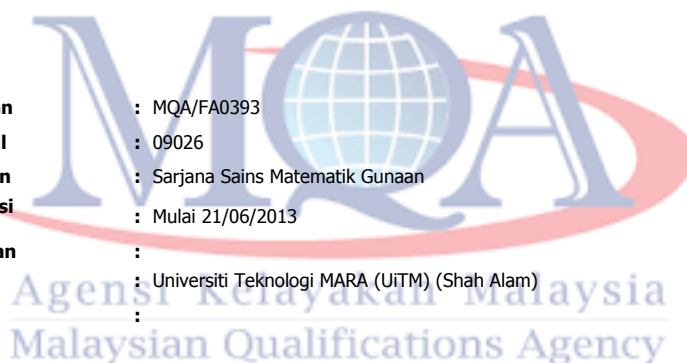 MQA
an : MQA/FA0393
l : 09026
n : Sarjana Sains Matematik Gunaan
si : Mulai 21/06/2013
an :
: Universiti Teknologi MARA (UiTM) (Shah Alam)
:
Agensi Kelayakan Malaysia
Malaysian Qualifications Agency